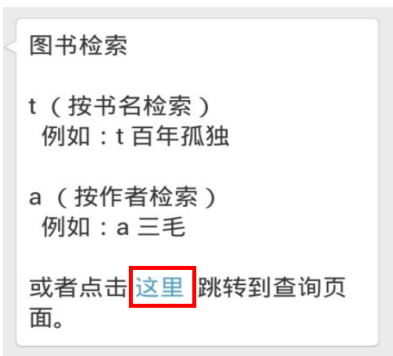 图书检索
t（按书名检索）
例如：t 百年孤独
a（按作者检索）
例如：a 三毛
或者点击 这里 跳转到查询页
面。